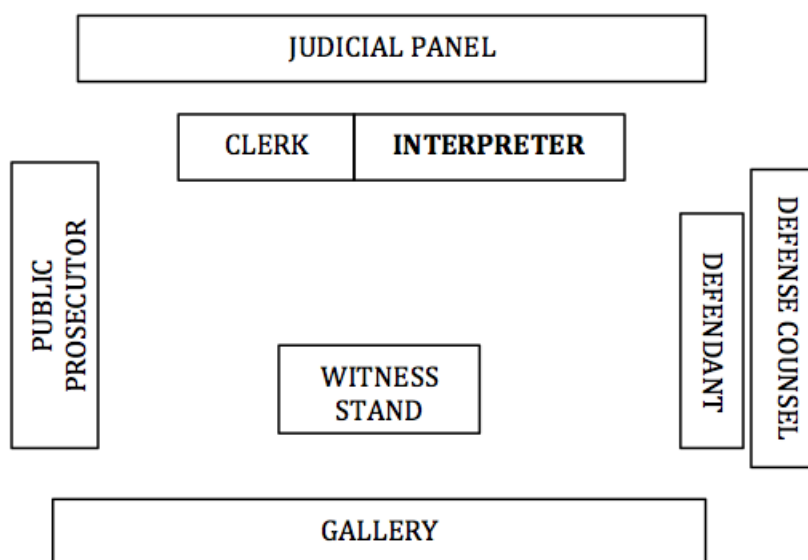 JUDICIAL PANEL
CLERK
INTERPRETER
PUBLIC
PROSECUTOR
DEFENDANT
DEFENSE COUNSEL
WITNESS
STAND
GALLERY